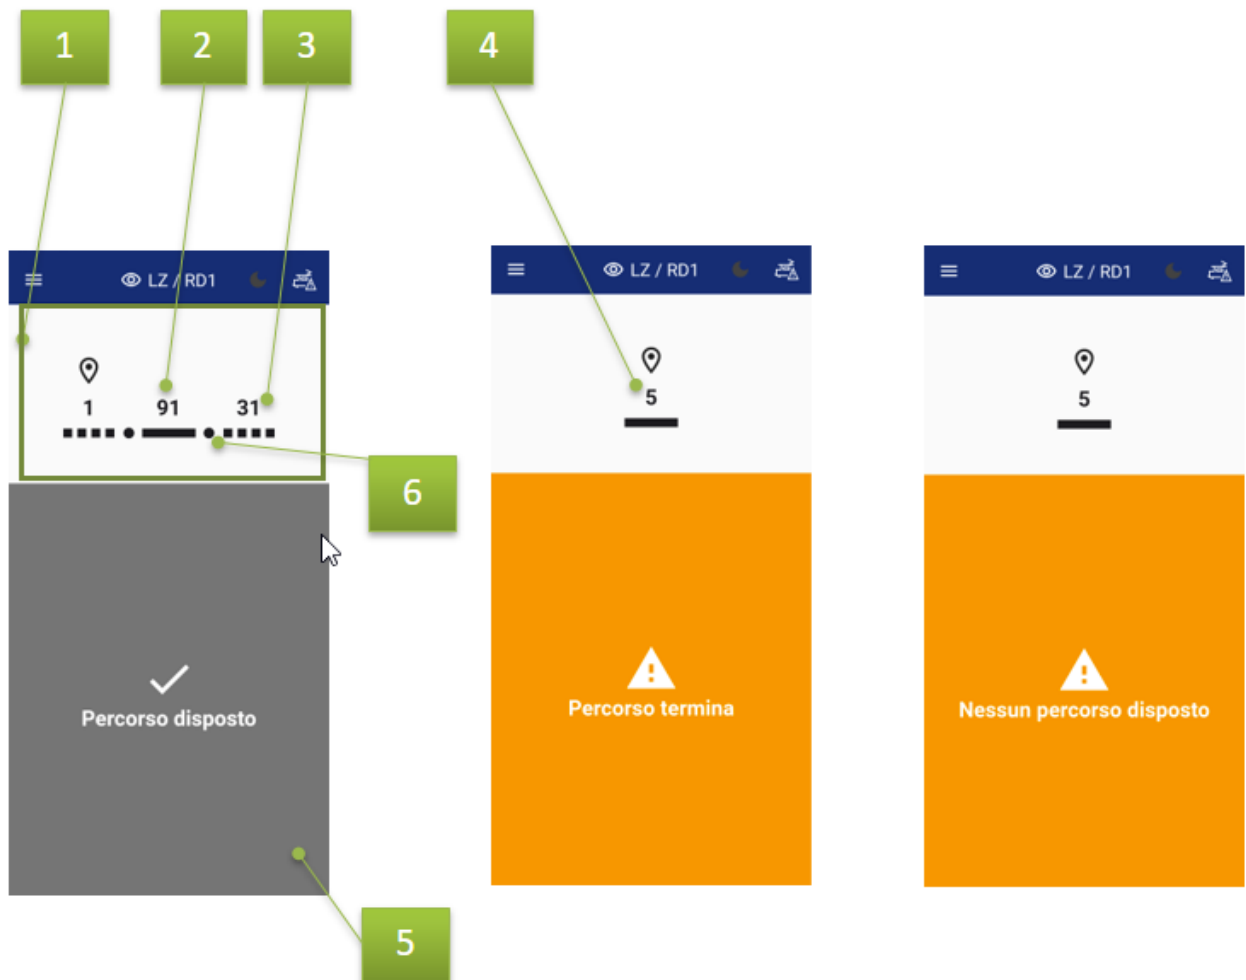 1
2
3
4
LZ / RD1
LZ / RD1
LZ / RD1
1 91 31
5
5
6
Percorso disposto
Percorso termina
Nessun percorso disposto
5